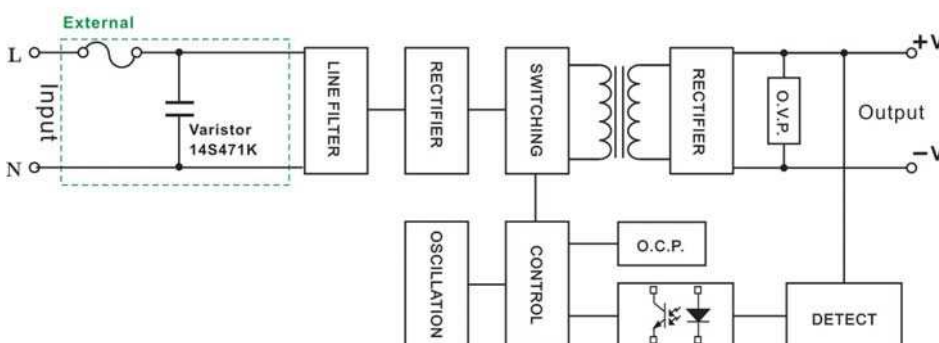 External
L
Input
N
Varistor
14S471K
LINE FILTER
RECTIFIER
SWITCHING
RECTIFIER
O.V.P.
+V
Output
-V
OSCILLATION
CONTROL
O.C.P.
DETECT